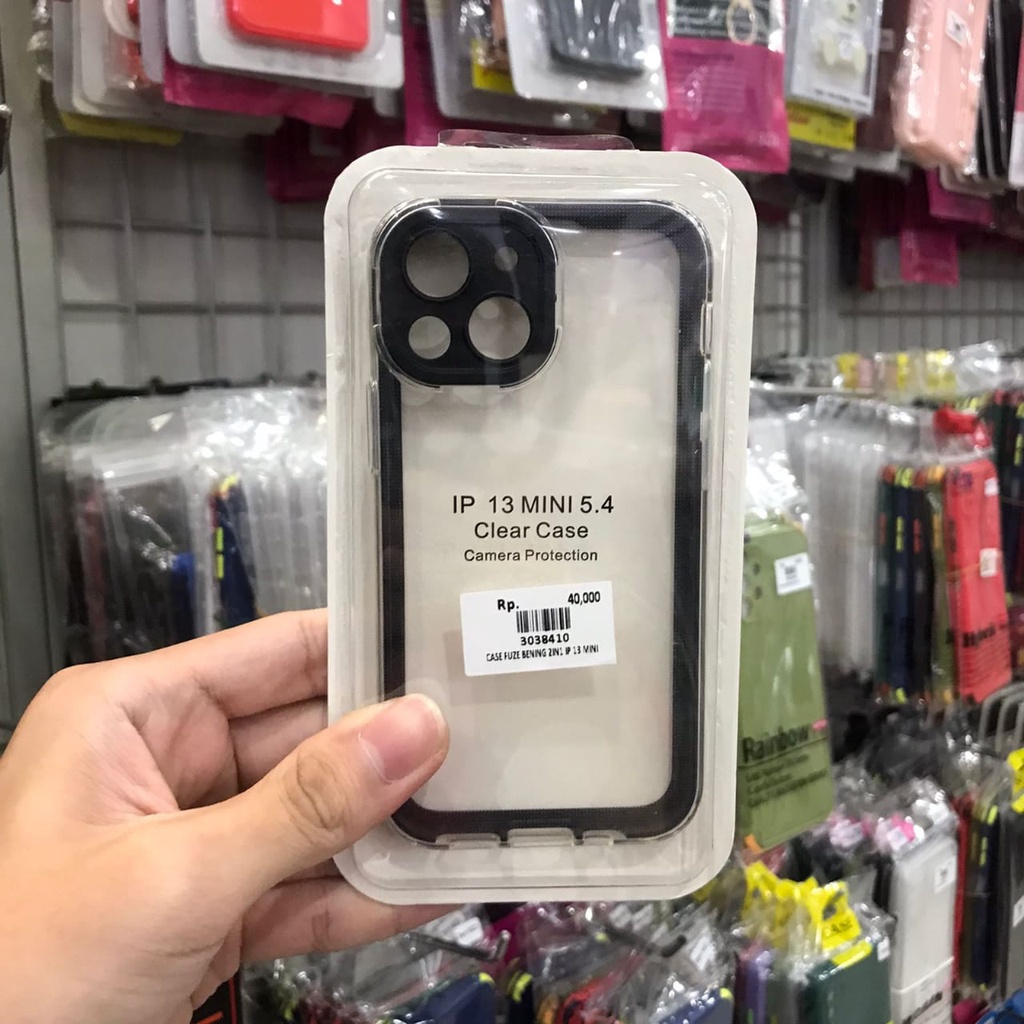 IP 13 MINI 5.4
Clear Case
Camera Protection
Rp. 40,000
3038410
CASE FUZE BENING 2IN1 IP 13 MINI
Rainbow